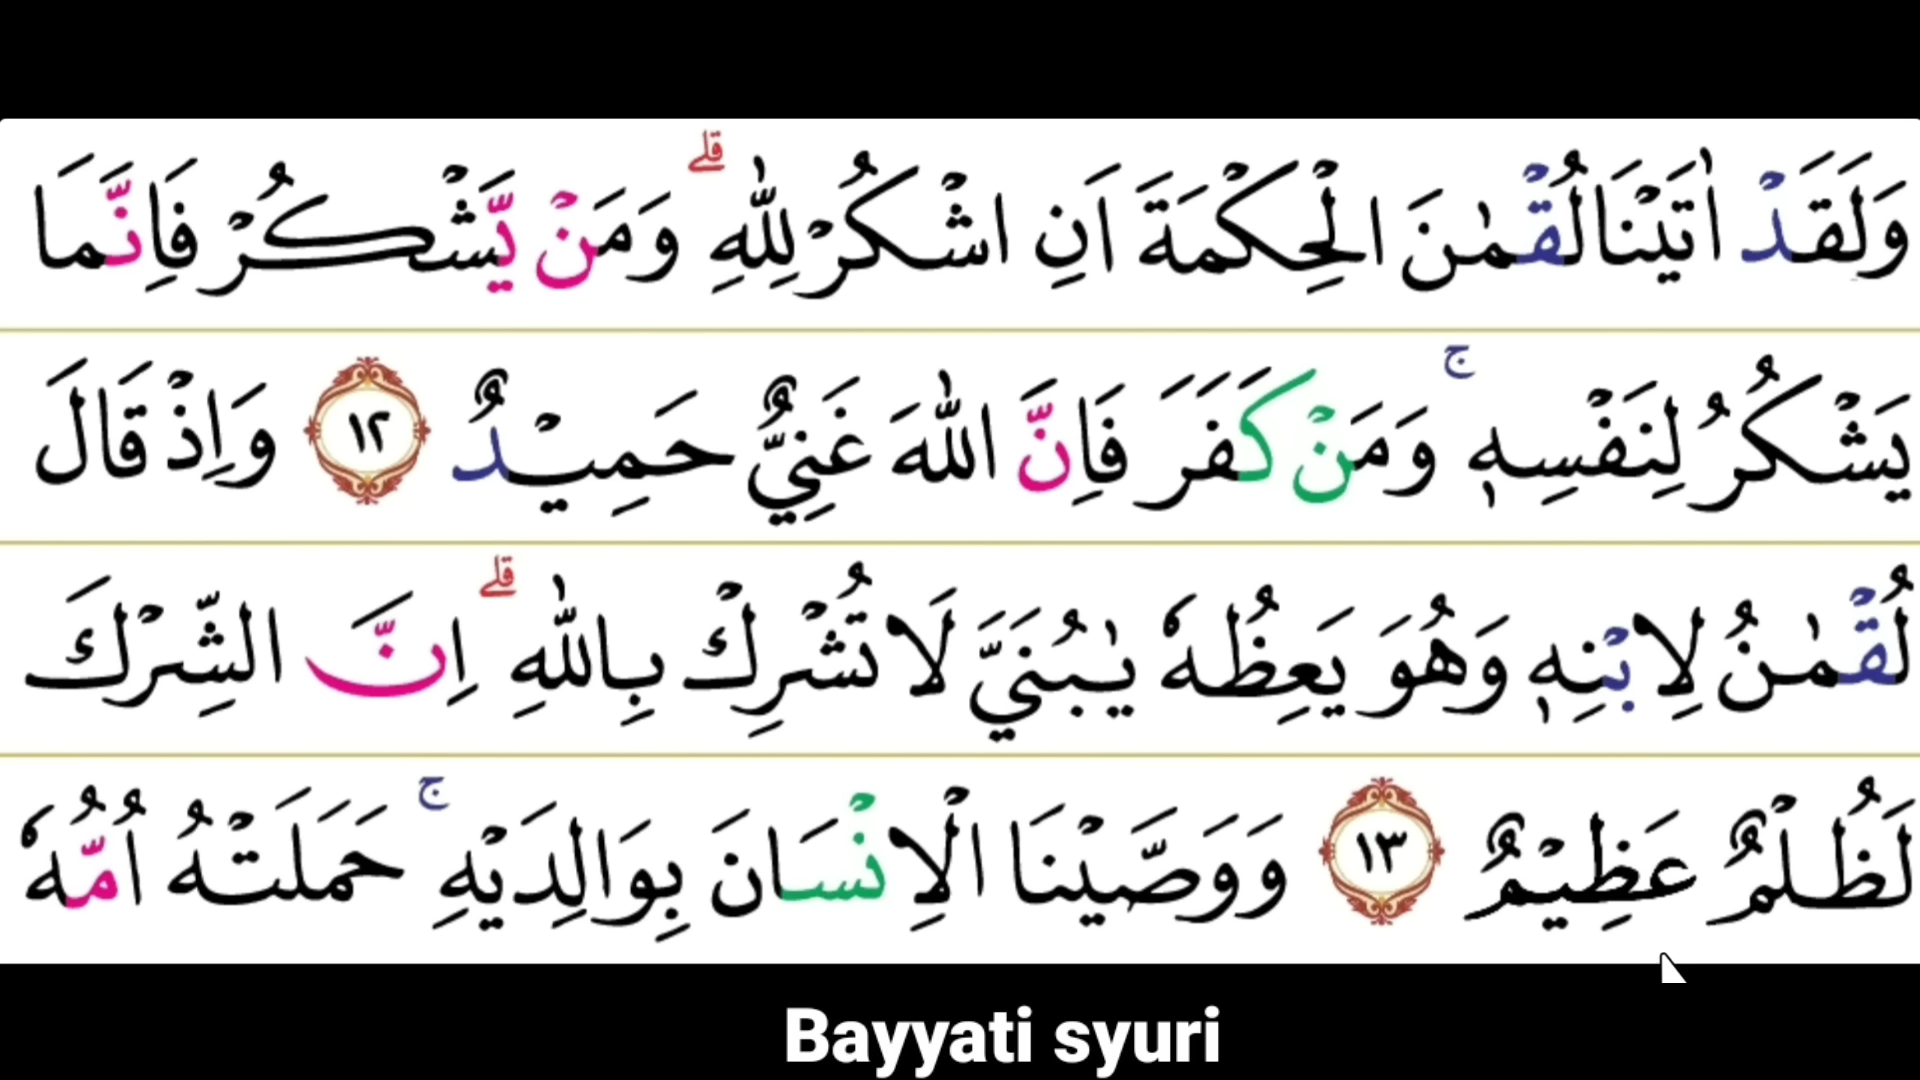 وَلَقَدْ اٰتَيْنَا لُقْمٰنَ الْحِكْمَةَ اَنِ اشْكُرْ لِلّٰهِ ۗ وَمَنْ يَّشْكُرْ فَاِنَّمَا
يَشْكُرُ لِنَفْسِهٖ ۚ وَمَنْ كَفَرَ فَاِنَّ اللّٰهَ غَنِيٌّ حَمِيْدٌ ١٢ وَاِذْ قَالَ
لُقْمٰنُ لِابْنِهٖ وَهُوَ يَعِظُهٗ يٰبُنَيَّ لَا تُشْرِكْ بِاللّٰهِ ۗ اِنَّ الشِّرْكَ
لَظُلْمٌ عَظِيْمٌ ١٣ وَوَصَّيْنَا الْاِنْسَانَ بِوَالِدَيْهِ ۚ حَمَلَتْهُ اُمُّهٗ
Bayyati syuri